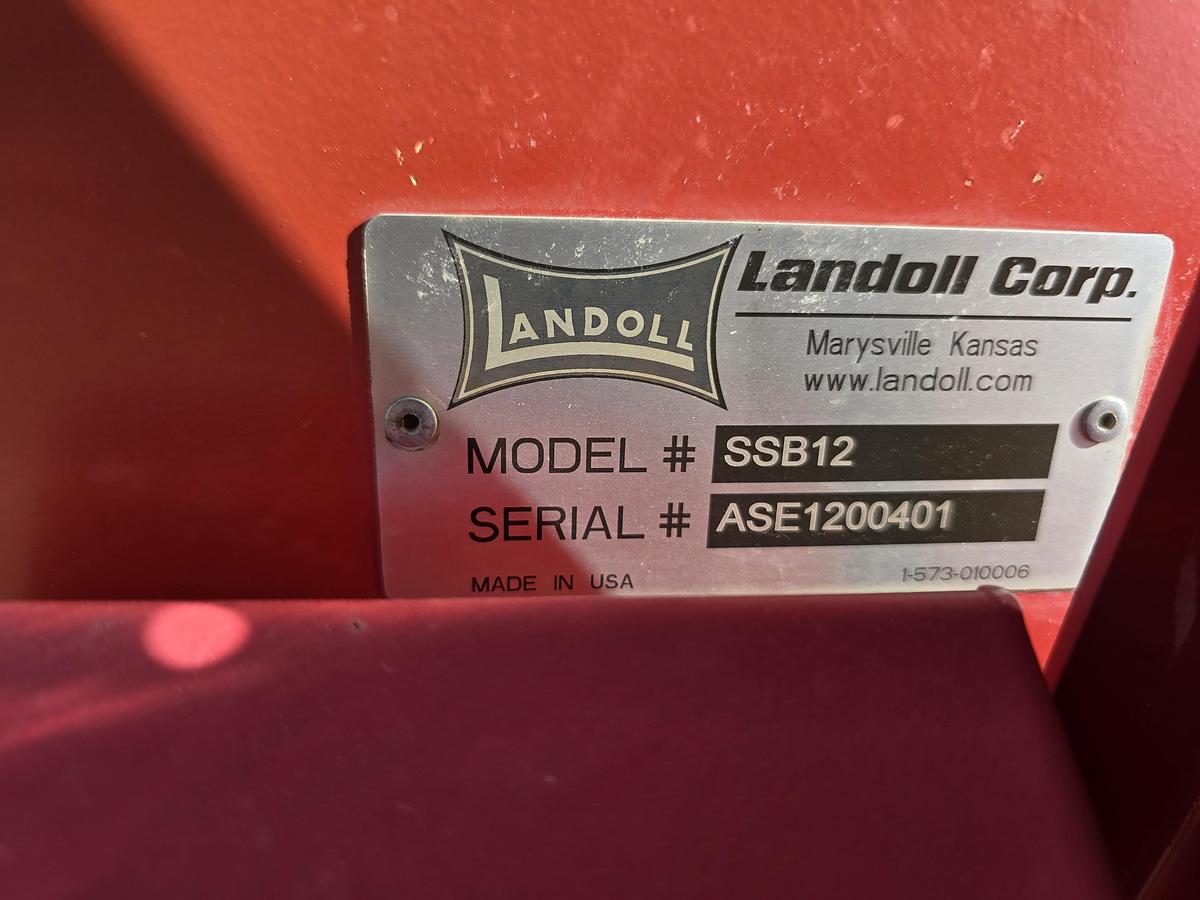 LANDOLL
Landoll Corp.
Marysville Kansas
www.landoll.com
MODEL # SSB12
SERIAL # ASE1200401
MADE IN USA
1-573-010006